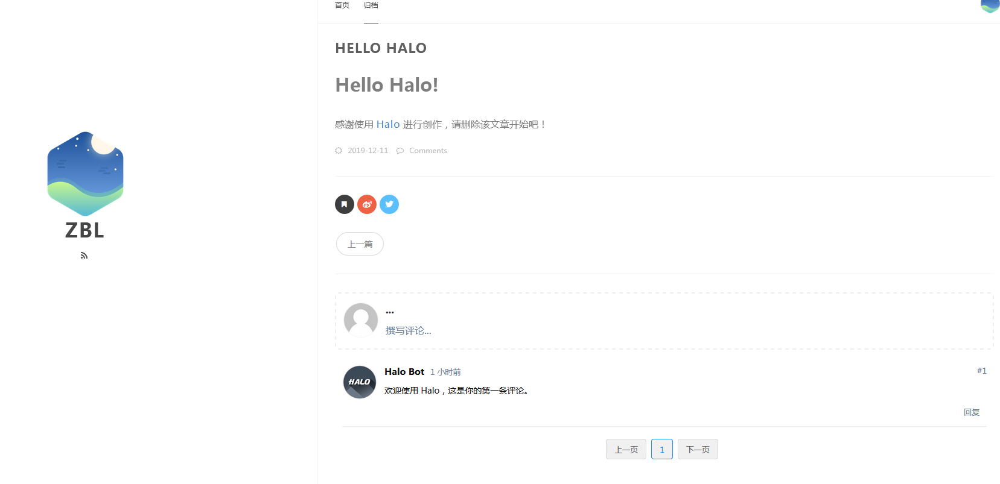 首页 归档
HELLO HALO
Hello Halo!
感谢使用 Halo 进行创作，请删除该文章开始吧！
2019-12-11 Comments
ZBL
上一篇
...
撰写评论...
Halo Bot 1 小时前 #1
HALO
欢迎使用 Halo，这是你的第一条评论。
回复
上一页 1 下一页